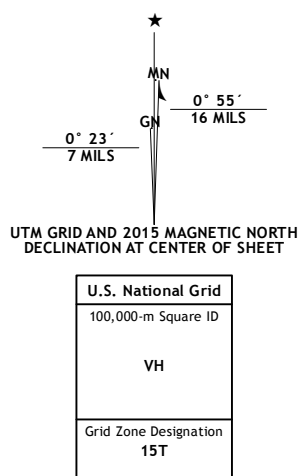 ★
MN
0° 55´
16 MILS
GN
0° 23´
7 MILS
UTM GRID AND 2015 MAGNETIC NORTH
DECLINATION AT CENTER OF SHEET
U.S. National Grid
100,000-m Square ID
VH
Grid Zone Designation
15T